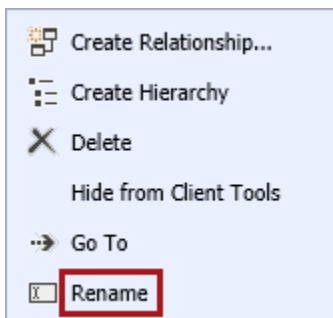 Create Relationship...
Create Hierarchy
Delete
Hide from Client Tools
Go To
Rename